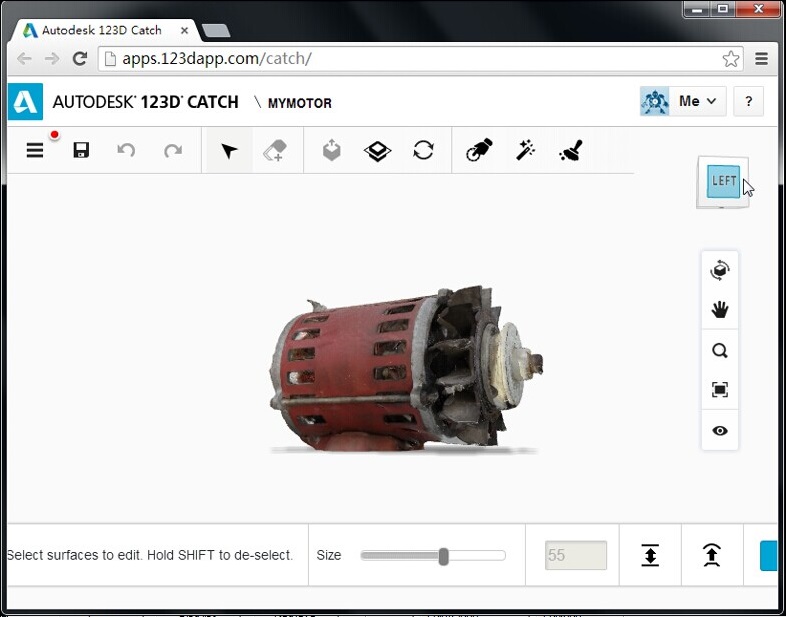 Autodesk 123D Catch
apps.123dapp.com/catch/
AUTODESK® 123D® CATCH \ MYMOTOR
Me
?
LEFT
Select surfaces to edit. Hold SHIFT to de-select.
Size
55